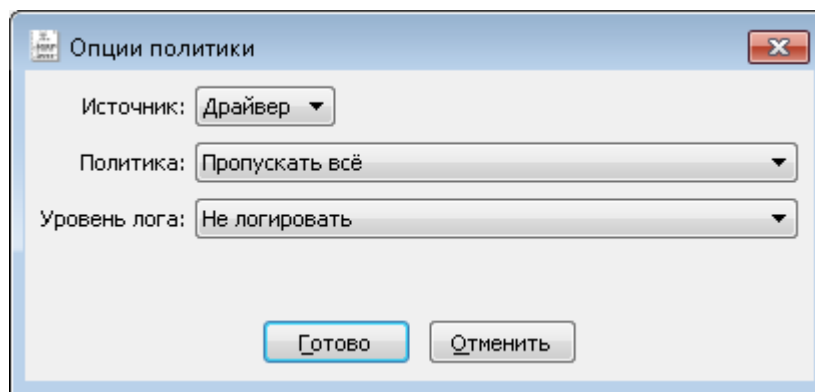 Опции политики
Источник: Драйвер
Политика: Пропускать всё
Уровень лога: Не логировать
Готово Отменить